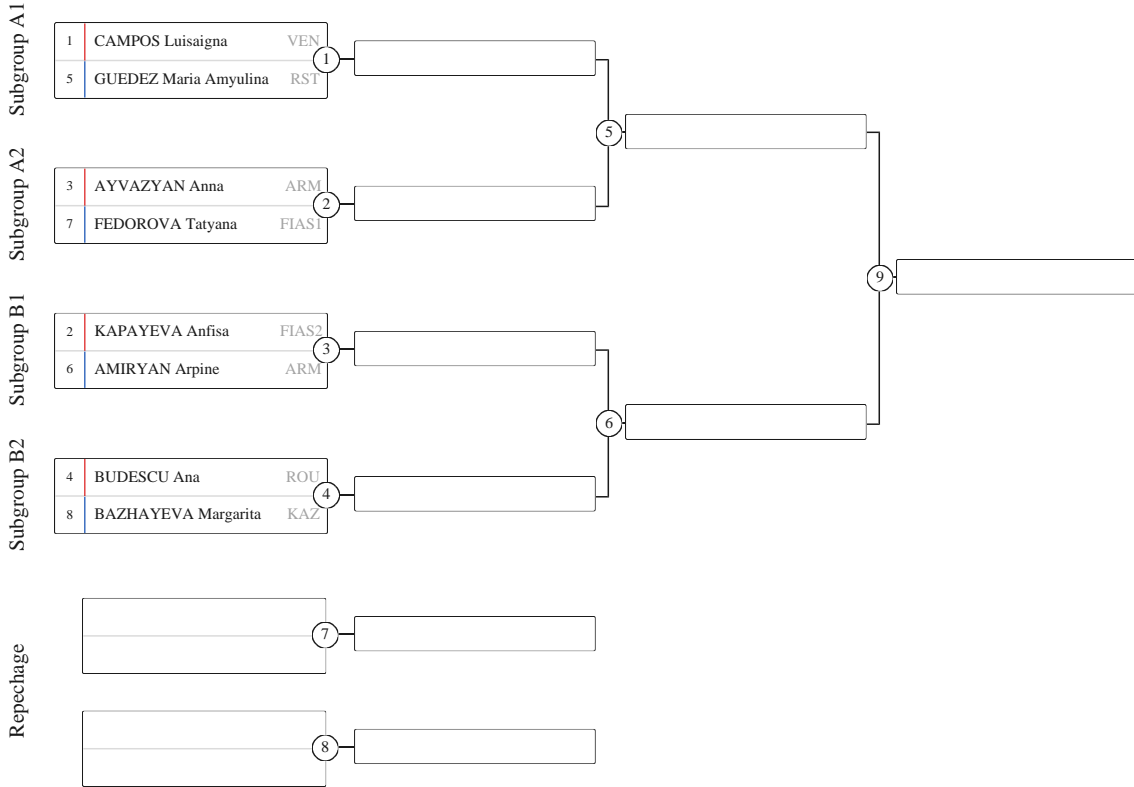 Subgroup A1
1 CAMPOS Luisaigna VEN
1
5 GUEDEZ Maria Amyulina RST
5
Subgroup A2
3 AYVAZYAN Anna ARM
2
7 FEDOROVA Tatyana FIAS1
9
Subgroup B1
2 KAPAYEVA Anfisa FIAS2
3
6 AMIRYAN Arpine ARM
6
Subgroup B2
4 BUDESCU Ana ROU
4
8 BAZHAYEVA Margarita KAZ
Repechage
7
8